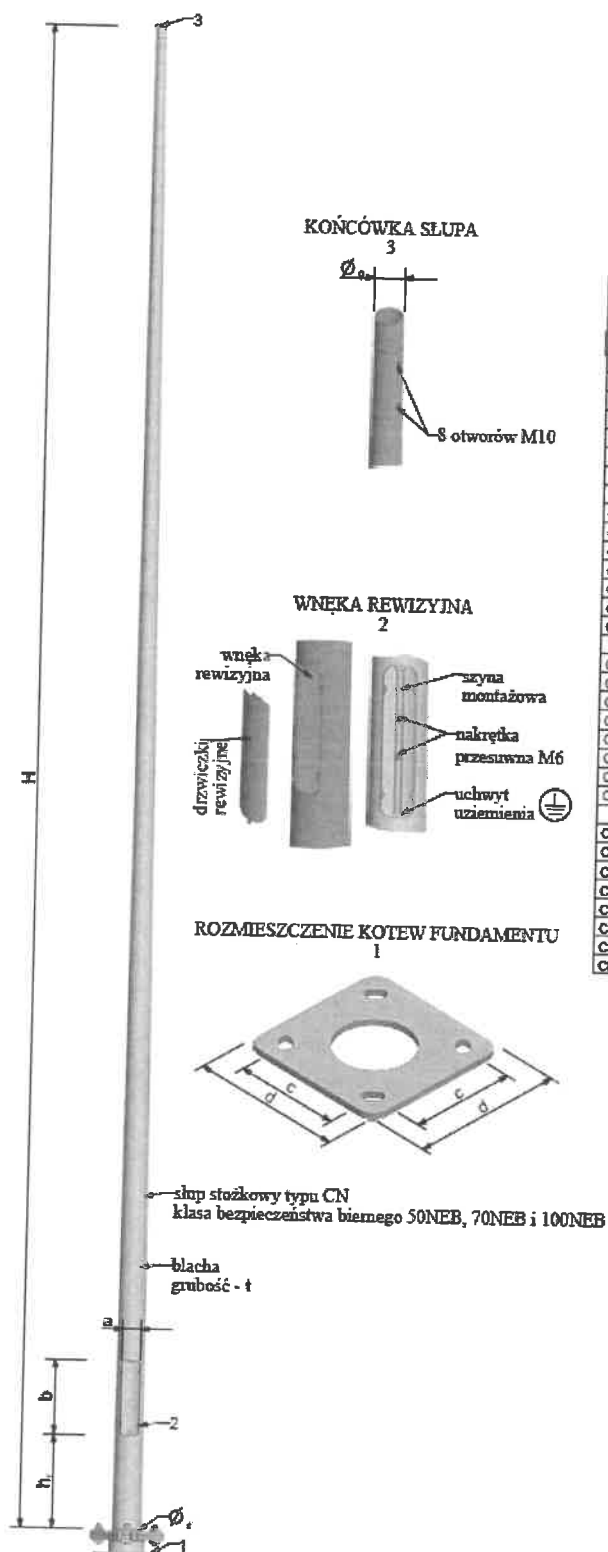 3
KOŃCÓWKA SŁUPA
3
Ø
8 otworów M10
WNĘKA REWIZYJNA
2
wnęka
rewizyjna
drzwiczki
rewizyjne
szyna
montażowa
nakrętka
przesuwna M6
uchwyt
uziemienia
H
ROZMIESZCZENIE KOTEW FUNDAMENTU
1
c
d
c
d
słup stożkowy typu CN
klasa bezpieczeństwa biernego 50NEB, 70NEB i 100NEB
blacha
grubość - t
a
b
2
h
Ø
1
C
C
C
C
C
C
C
C